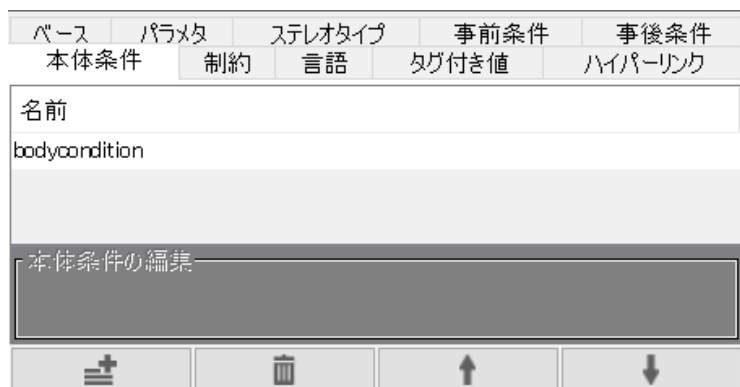 ベース パラメタ ステレオタイプ 事前条件 事後条件
本体条件 制約 言語 タグ付き値 ハイパーリンク
名前
bodycondition
本体条件の編集